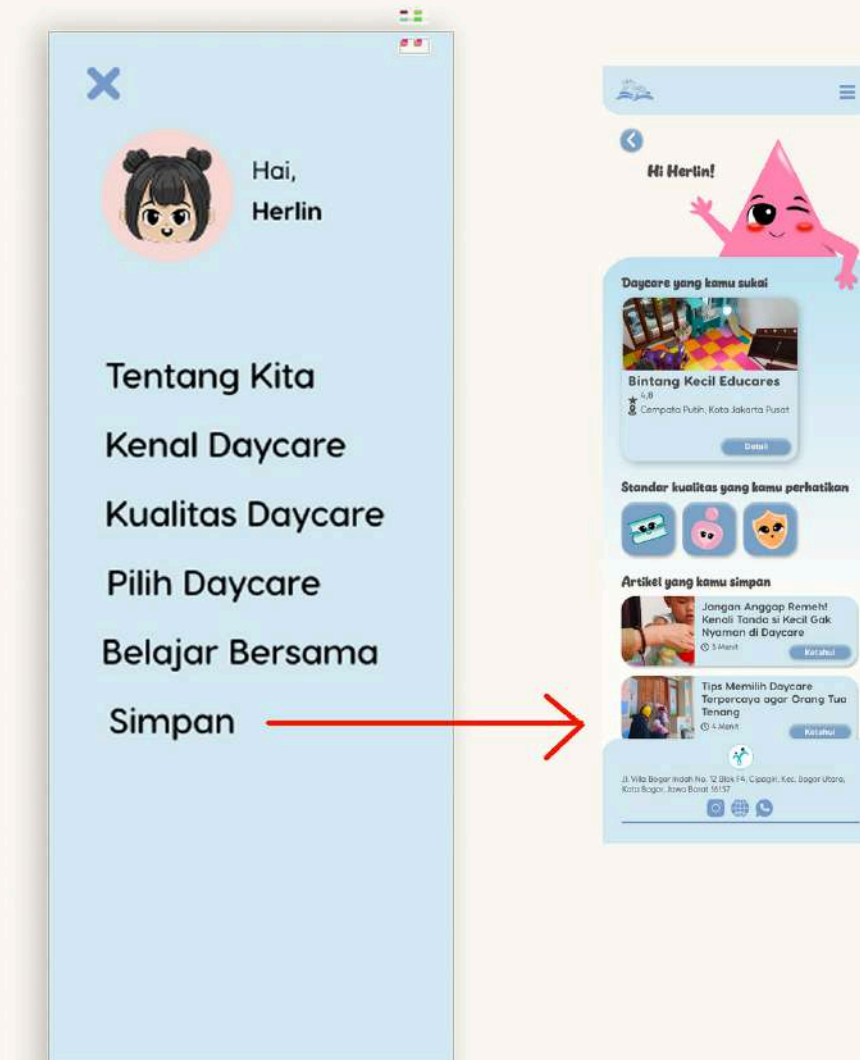 Hai,
Herlin
Tentang Kita
Kenal Daycare
Kualitas Daycare
Pilih Daycare
Belajar Bersama
Simpan
Hi Herlin!
Daycare yang kamu sukai
Bintang Kecil Educares
4,8
Cempata Putih, Kota Jakarta Pusat
Detail
Standar kualitas yang kamu perhatikan
Artikel yang kamu simpan
Jangan Anggap Remeh!
Kenali Tanda si Kecil Gak
Nyaman di Daycare
5 Menit
Ketahui
Tips Memilih Daycare
Terpercaya agar Orang Tua
Tenang
4 Menit
Ketahui
Jl. Villa Bogor Indah No. 12 Blok F4, Ciparigi, Kec. Bogor Utara,
Kota Bogor, Jawa Barat 16157